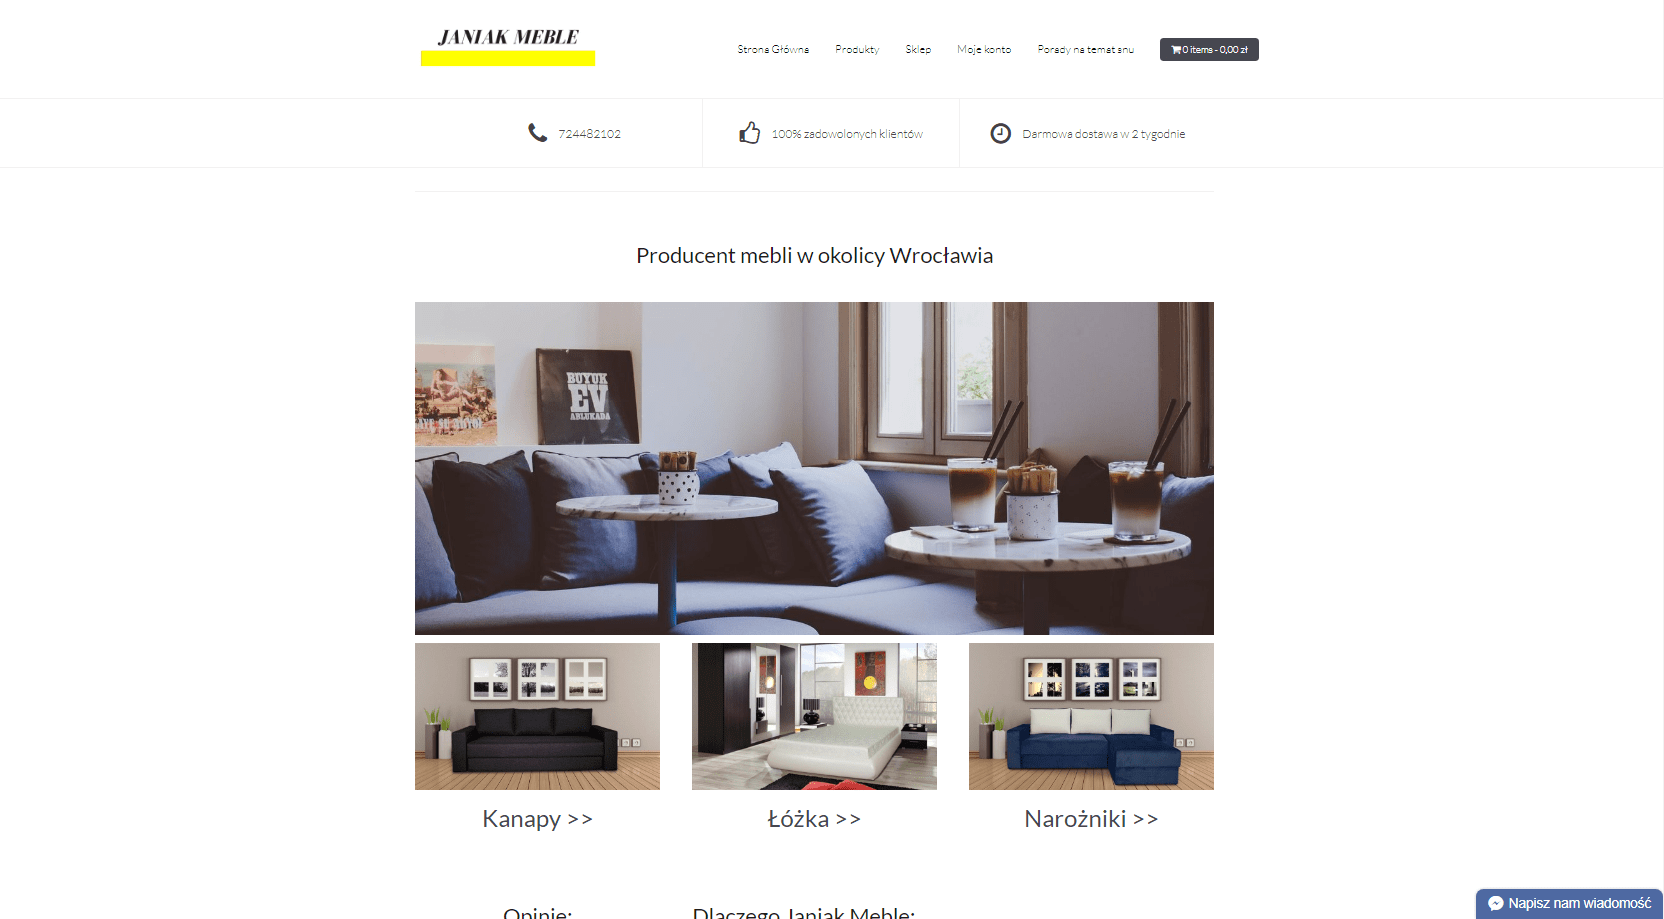 JANIAK MEBLE
Strona Główna Produkty Sklep Moje konto Porady na temat snu 0 items - 0,00 zł
724482102 100% zadowolonych klientów Darmowa dostawa w 2 tygodnie
Producent mebli w okolicy Wrocławia
BUYUK
EV
ABLUKADA
Kanapy >> Łóżka >> Narożniki >>
Opinie: Dlaczego Janiak Meble:
Napisz nam wiadomość